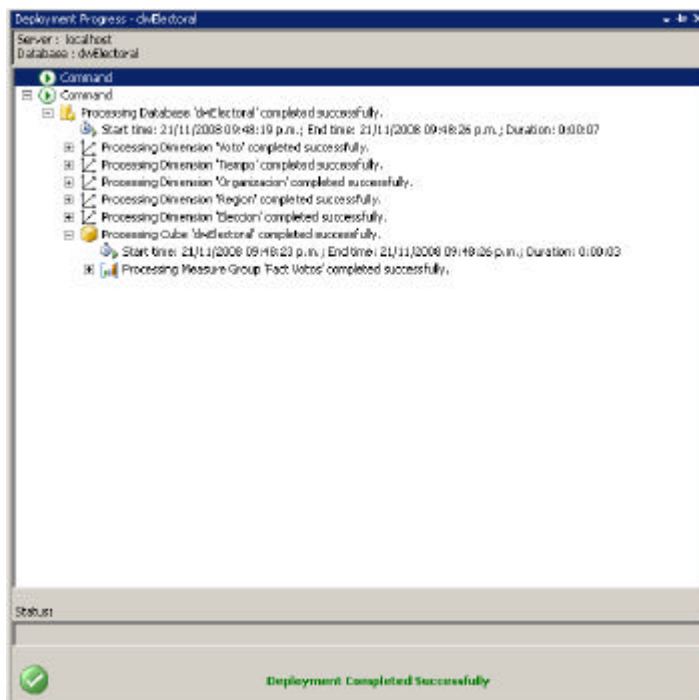 Deployment Progress - dwElectoral
Server : localhost
Database : dwElectoral
Command
Command
Processing Database 'dwElectoral' completed successfully.
Start time: 21/11/2008 09:48:19 p.m.; End time: 21/11/2008 09:48:26 p.m.; Duration: 0:00:07
Processing Dimension 'Voto' completed successfully.
Processing Dimension 'Tiempo' completed successfully.
Processing Dimension 'Organizacion' completed successfully.
Processing Dimension 'Region' completed successfully.
Processing Dimension 'Eleccion' completed successfully.
Processing Cube 'dwElectoral' completed successfully.
Start time: 21/11/2008 09:48:23 p.m.; End time: 21/11/2008 09:48:26 p.m.; Duration: 0:00:03
Processing Measure Group 'Fact Votos' completed successfully.
Status:
Deployment Completed Successfully